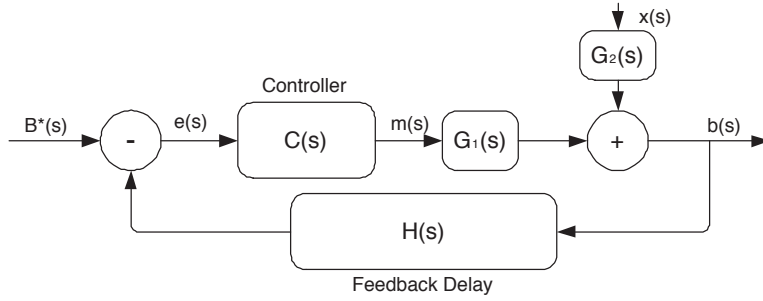 x(s)
G₂(s)
Controller
B*(s)
-
e(s)
C(s)
m(s)
G₁(s)
+
b(s)
H(s)
Feedback Delay